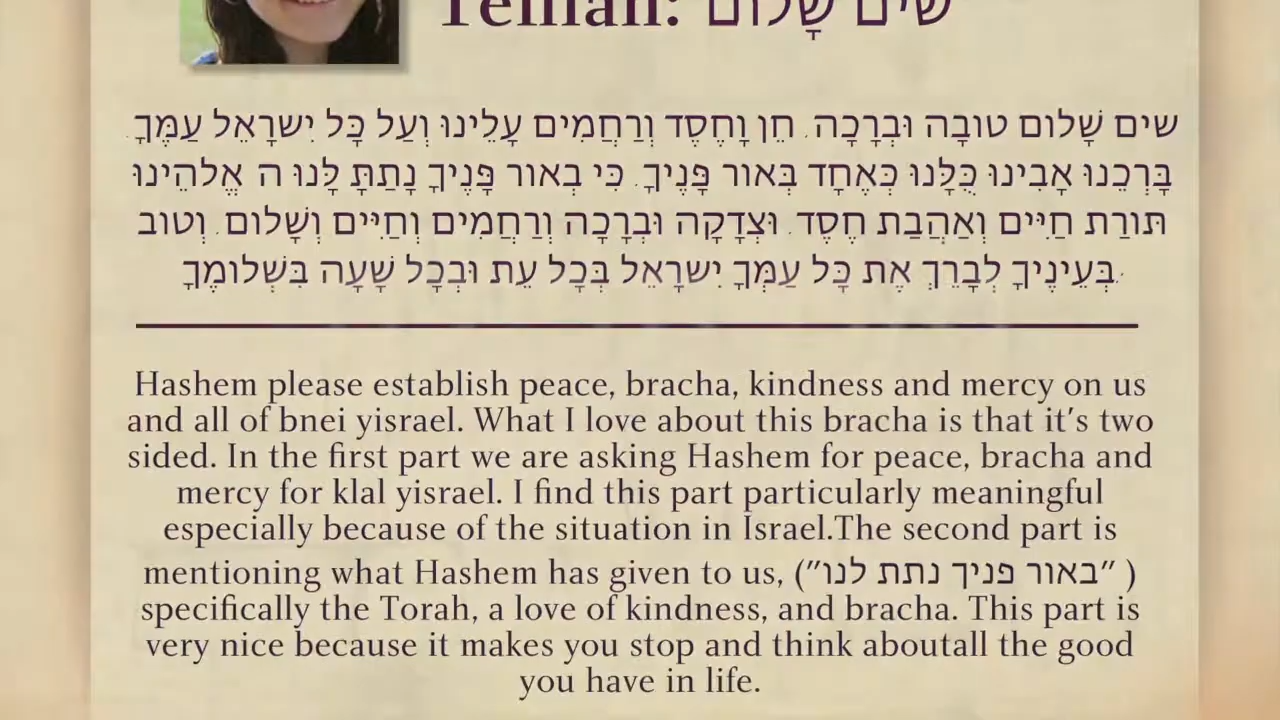 Tefilah: שִׂים שָׁלוֹם
שים שָׁלום טובָה וּבְרָכָה. חֵן וָחֶסֶד וְרַחֲמִים עָלֵינוּ וְעַל כָּל יִשרָאֵל עַמֶּךָ.
בָּרְכֵנוּ אָבִינוּ כֻּלָּנוּ כְּאֶחָד בְּאור פָּנֶיךָ. כִּי בְאור פָּנֶיךָ נָתַתָּ לָּנוּ ה אֱלהֵינוּ
תּורַת חַיִּים וְאַהֲבַת חֶסֶד. וּצְדָקָה וּבְרָכָה וְרַחֲמִים וְחַיִּים וְשָׁלום. וְטוב
בְּעֵינֶיךָ לְבָרֵךְ אֶת כָּל עַמְּךָ יִשרָאֵל בְּכָל עֵת וּבְכָל שָׁעָה בִּשְׁלומֶךָ.
Hashem please establish peace, bracha, kindness and mercy on us
and all of bnei yisrael. What I love about this bracha is that it's two
sided. In the first part we are asking Hashem for peace, bracha and
mercy for klal yisrael. I find this part particularly meaningful
especially because of the situation in Israel.The second part is
mentioning what Hashem has given to us, ("באור פניך נתת לנו" )
specifically the Torah, a love of kindness, and bracha. This part is
very nice because it makes you stop and think aboutall the good
you have in life.